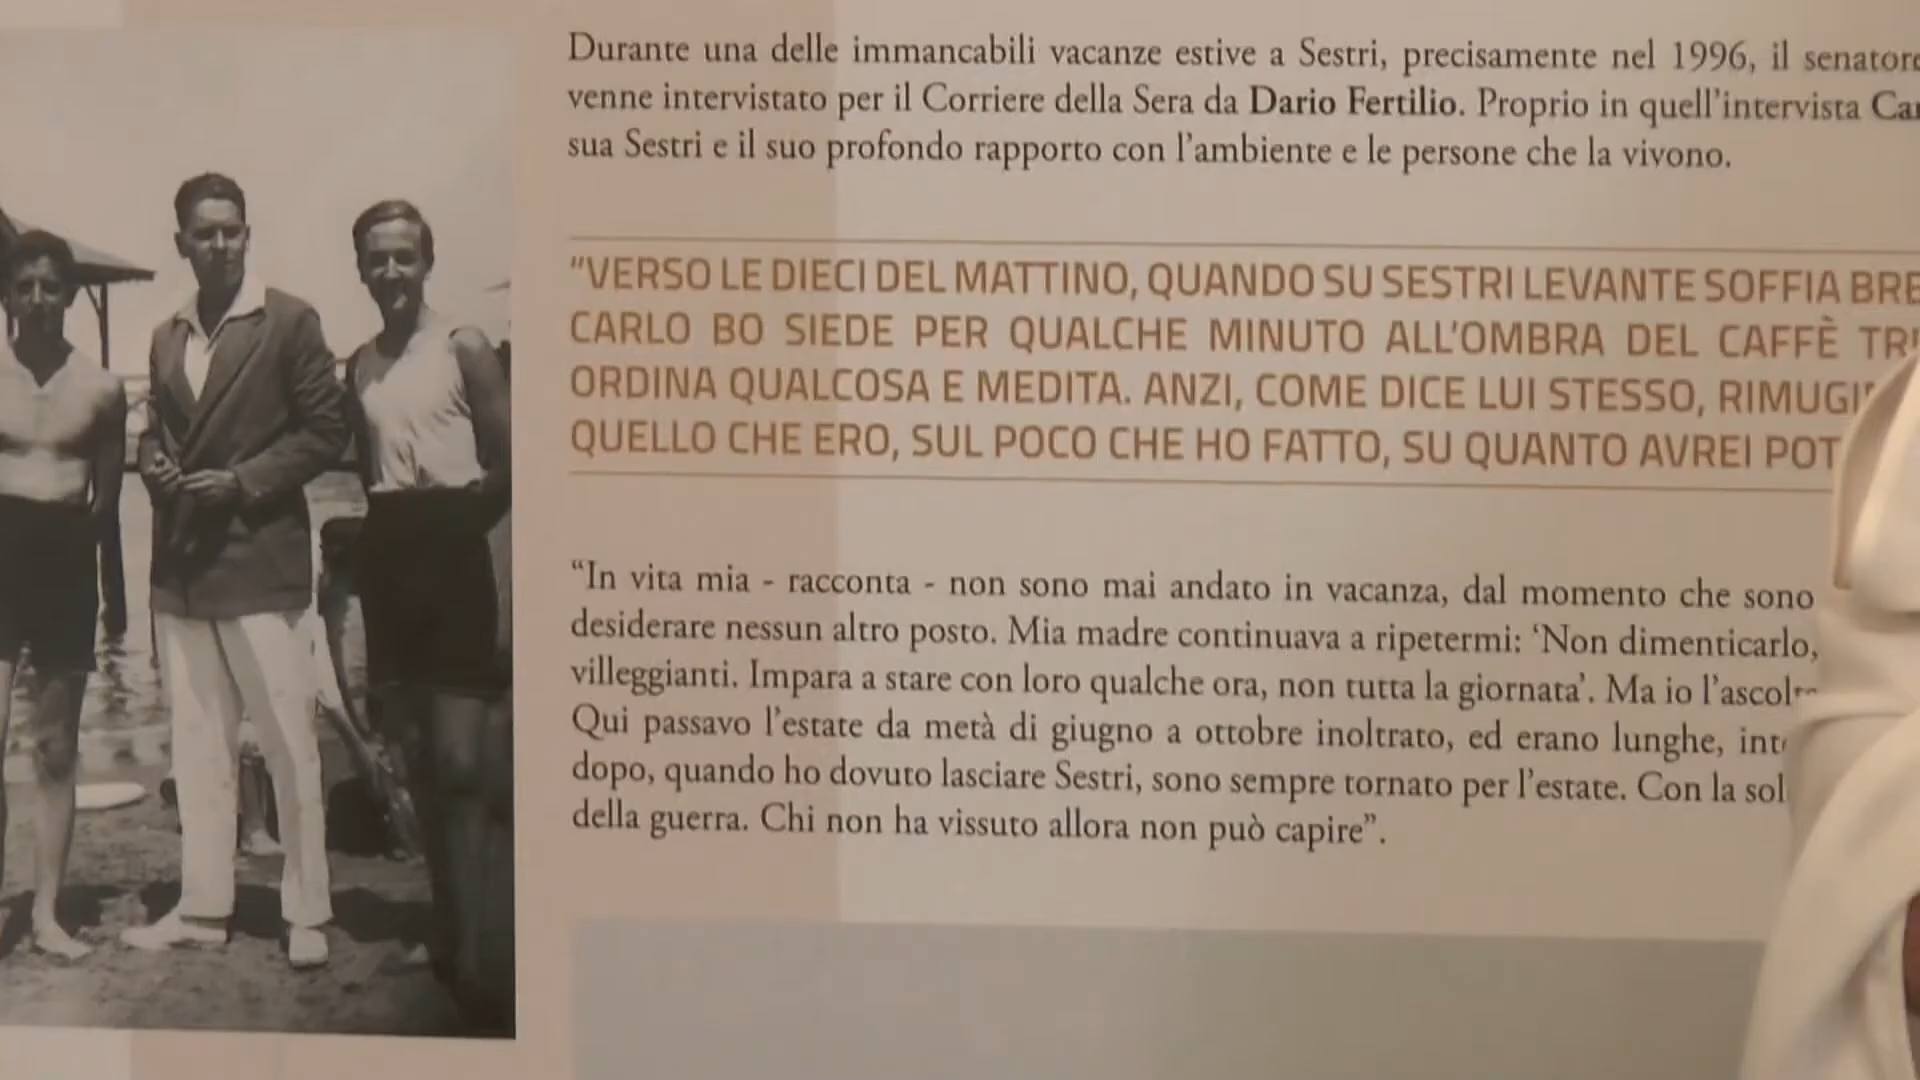 Durante una delle immancabili vacanze estive a Sestri, precisamente nel 1996, il senatore
venne intervistato per il Corriere della Sera da Dario Fertilio. Proprio in quell'intervista
sua Sestri e il suo profondo rapporto con l'ambiente e le persone che la vivono.
"VERSO LE DIECI DEL MATTINO, QUANDO SU SESTRI LEVANTE SOFFIA
CARLO BO SIEDE PER QUALCHE MINUTO ALL'OMBRA DEL CAFFÈ
ORDINA QUALCOSA E MEDITA. ANZI, COME DICE LUI STESSO,
QUELLO CHE ERO, SUL POCO CHE HO FATTO, SU QUANTO AVREI
“In vita mia - racconta - non sono mai andato in vacanza, dal momento che sono
desiderare nessun altro posto. Mia madre continuava a ripetermi: ‘Non dimenticarlo,
villeggianti. Impara a stare con loro qualche ora, non tutta la giornata’. Ma io
Qui passavo l'estate da metà di giugno a ottobre inoltrato, ed erano lunghe,
dopo, quando ho dovuto lasciare Sestri, sono sempre tornato per l'estate. Con la
della guerra. Chi non ha vissuto allora non può capire”.